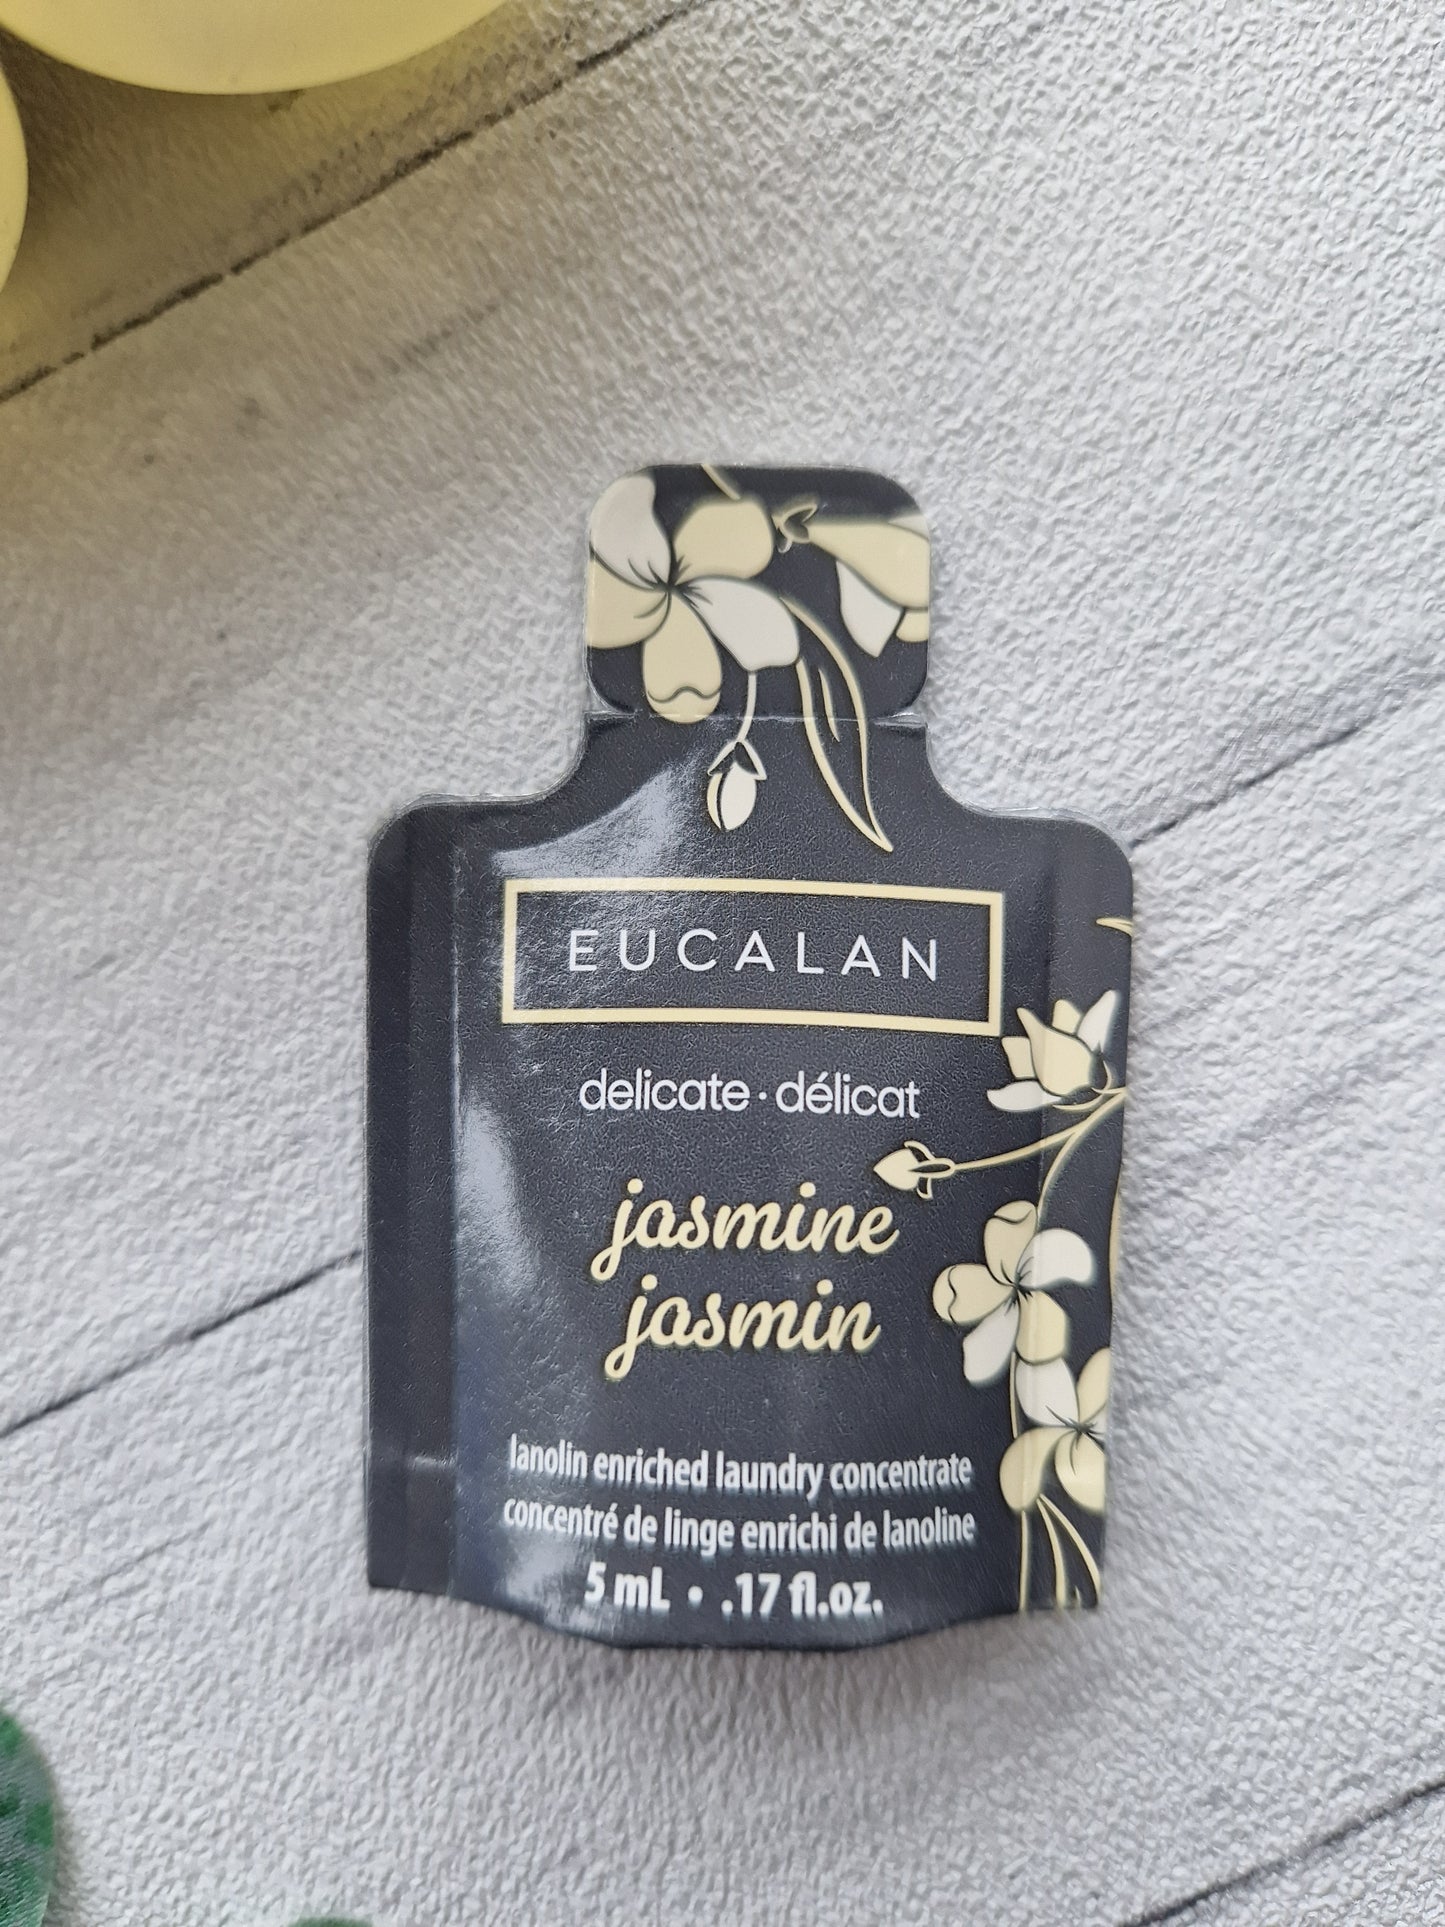 EUCALAN
delicate · délicat
jasmine
jasmin
lanolin enriched laundry concentrate
concentré de linge enrichi de lanoline
5 mL • .17 fl.oz.